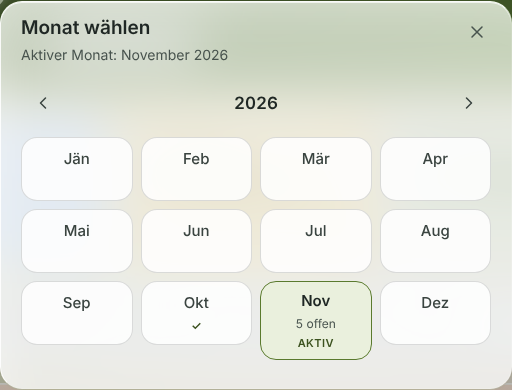 Monat wählen
Aktiver Monat: November 2026
2026
Jän Feb Mär Apr
Mai Jun Jul Aug
Sep Okt Nov Dez
5 offen
AKTIV